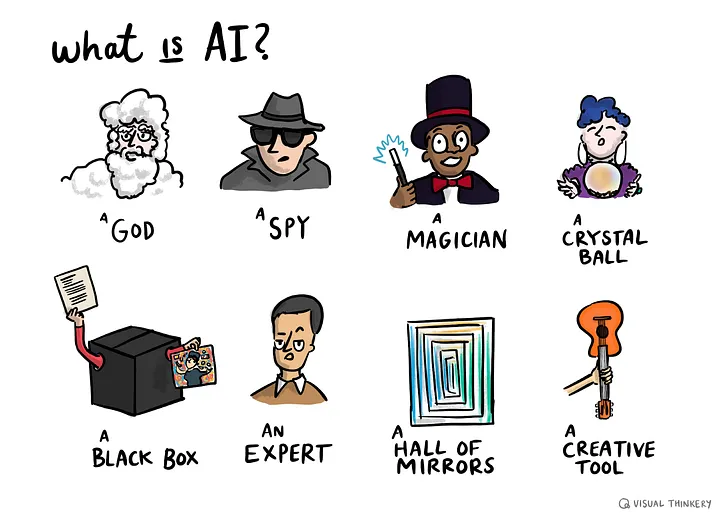 what is AI?
A GOD
A SPY
A
MAGICIAN
A
CRYSTAL
BALL
A
BLACK BOX
AN
EXPERT
A
HALL OF
MIRRORS
A
CREATIVE
TOOL
@ VISUAL THINKERY